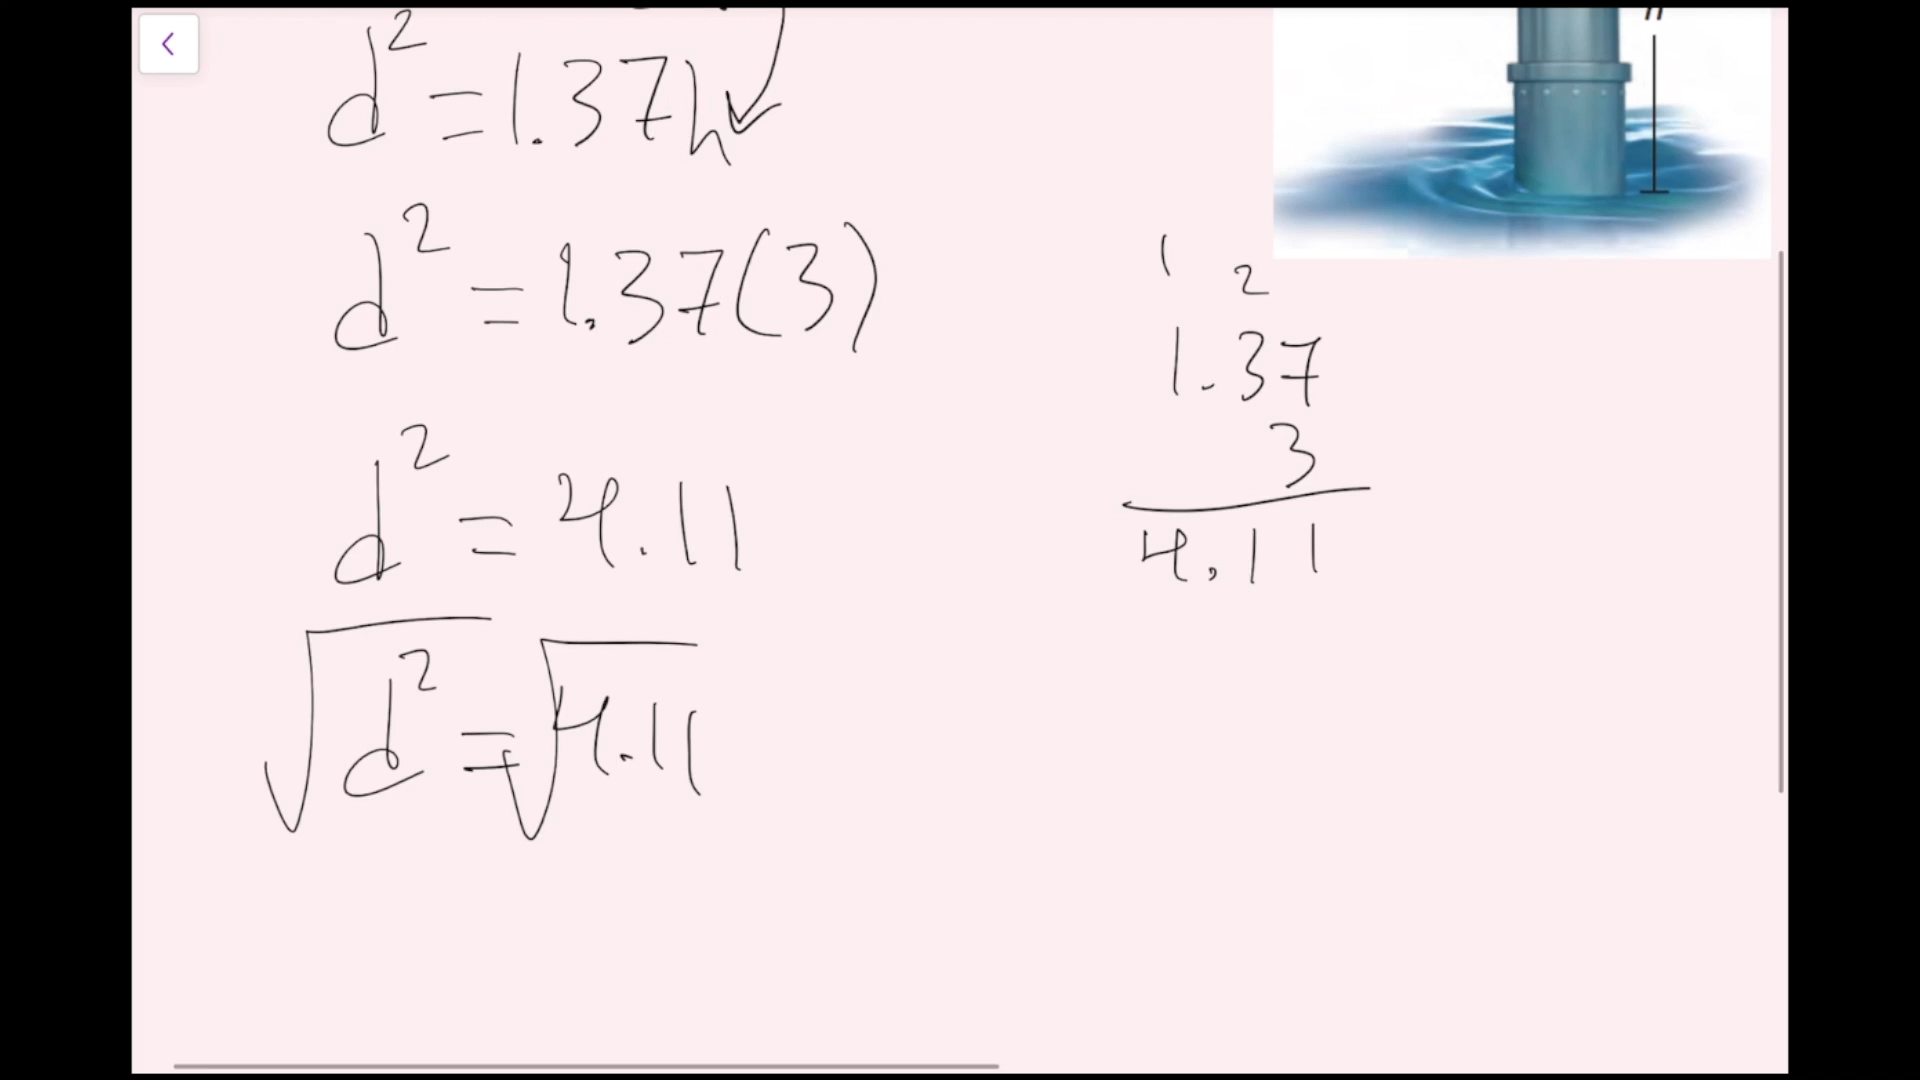 d² = 1.37h
h
d² = 1.37(3)
1 2
1.37
3
4.11
d² = 4.11
√d² = √4.11